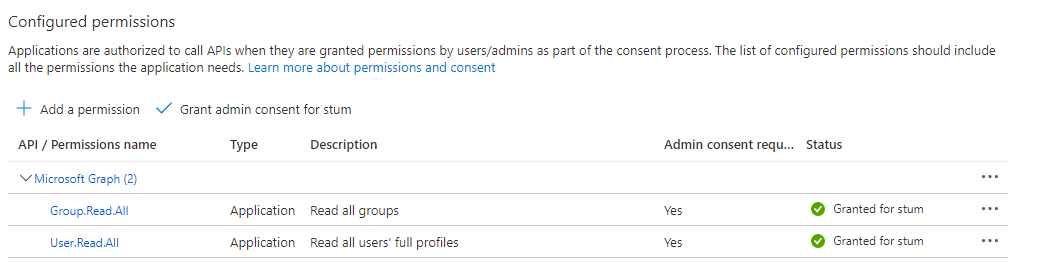 Configured permissions
Applications are authorized to call APIs when they are granted permissions by users/admins as part of the consent process. The list of configured permissions should include
all the permissions the application needs. Learn more about permissions and consent
Add a permission Grant admin consent for stum
API / Permissions name Type Description Admin consent requ... Status
Microsoft Graph (2)
Group.Read.All Application Read all groups Yes Granted for stum
User.Read.All Application Read all users' full profiles Yes Granted for stum